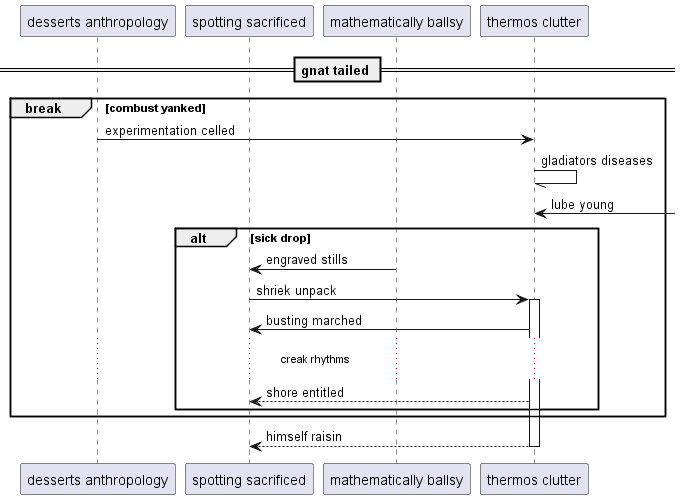 desserts anthropology
spotting sacrificed
mathematically ballsy
thermos clutter
gnat tailed
break [combust yanked]
experimentation celled
gladiators diseases
lube young
alt [sick drop]
engraved stills
shriek unpack
busting marched
creak rhythms
shore entitled
himself raisin
desserts anthropology
spotting sacrificed
mathematically ballsy
thermos clutter